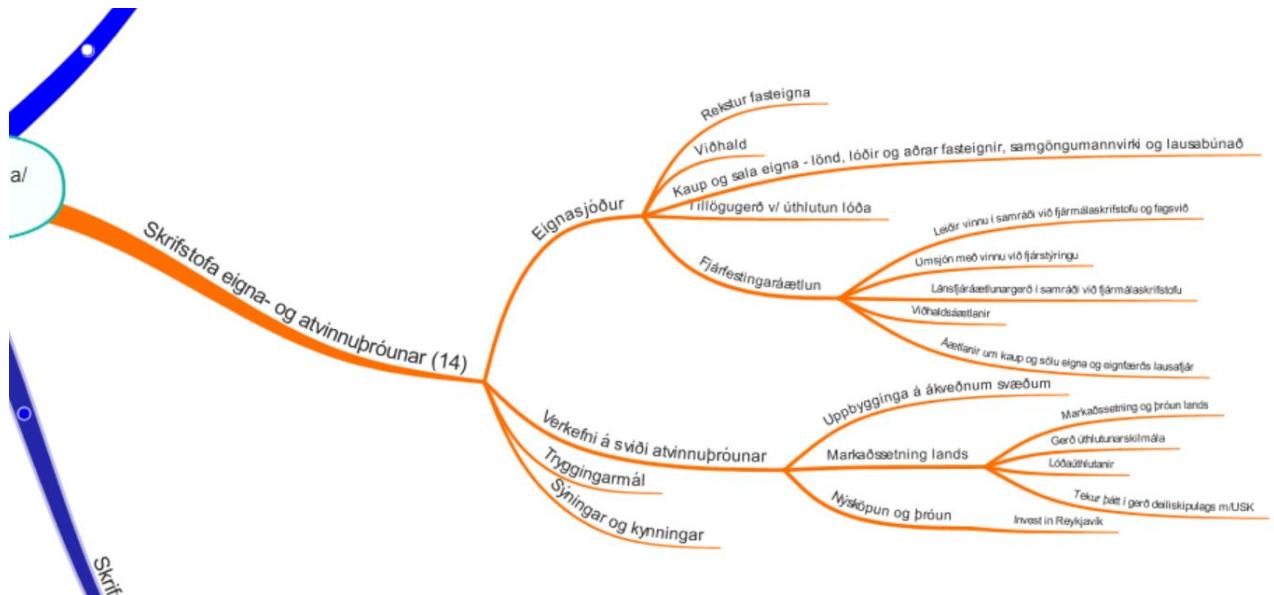 a/
Skrifstofa eigna- og atvinnuþróunar (14)
Eignasjóður
Rekstur fasteigna
Viðhald
Kaup og sala eigna - lönd, lóðir og aðrar fasteignir, samgöngumannvirki og lausabúnað
Tillögugerð v/ úthlutun lóða
Fjárfestingaráætlun
Leiðir vinnu í samráði við fjármálaskrifstofu og fagsvið
Umsjón með vinnu við fjárstýringu
Lánsfjáráætlunargerð í samráði við fjármálaskrifstofu
Viðhaldsáætlanir
Áætlanir um kaup og sölu eigna og eignfærðs lausafjár
Verkefni á sviði atvinnuþróunar
Uppbygginga á ákveðnum svæðum
Markaðssetning lands
Markaðssetning og þróun lands
Gerð úthlutunarskilmála
Lóðaúthlutanir
Tekur þátt í gerð deiliskipulags m/USK
Nýsköpun og þróun
Invest in Reykjavík
Tryggingarmál
Sýningar og kynningar
Skrif